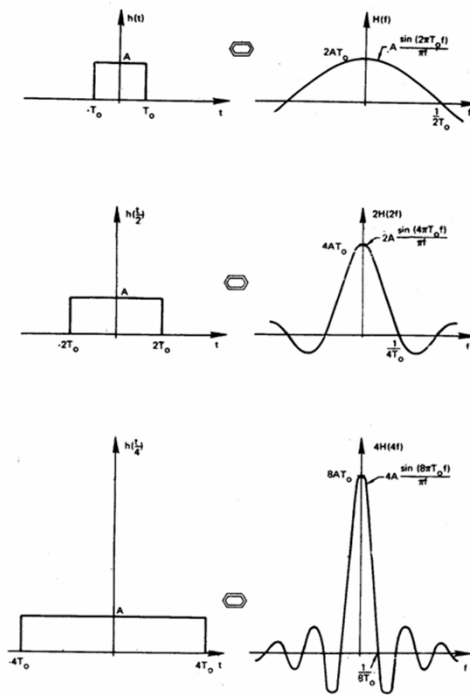 h(t)
A
-T₀ T₀ t
H(f)
2AT₀ A sin (2πT₀f)/πf
1/2T₀ f
h(t/2)
A
-2T₀ 2T₀ t
2H(2f)
4AT₀ 2A sin (4πT₀f)/πf
1/4T₀ f
h(t/4)
A
-4T₀ 4T₀ t
4H(4f)
8AT₀ 4A sin (8πT₀f)/πf
1/8T₀ f